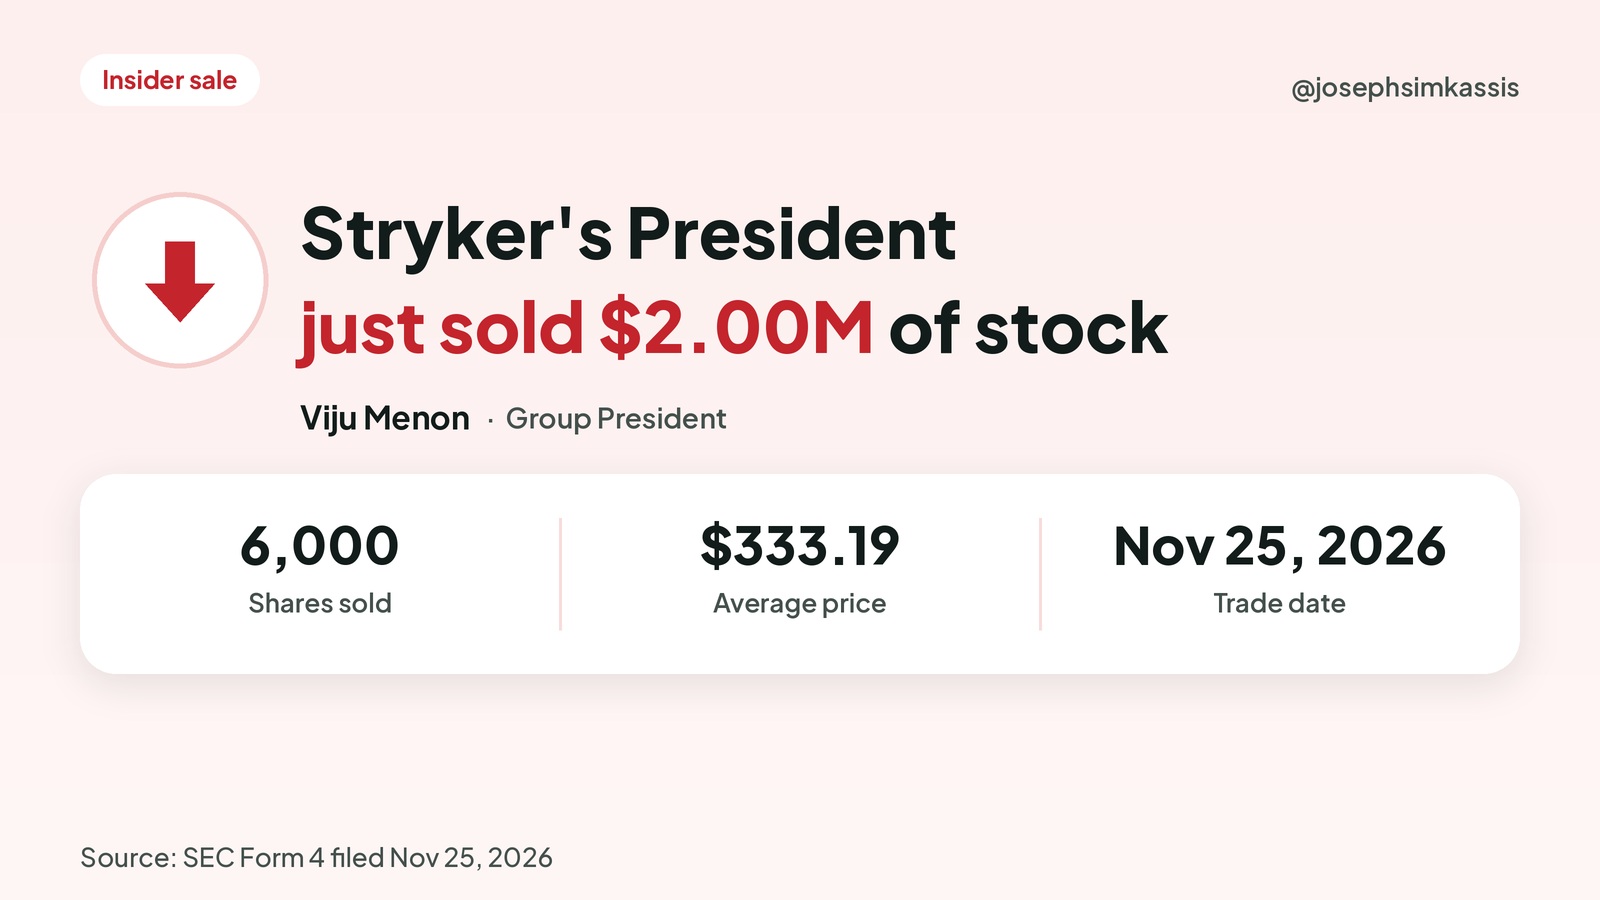 Insider sale
@josephsimkassis
Stryker's President
just sold $2.00M of stock
Viju Menon · Group President
6,000
Shares sold
$333.19
Average price
Nov 25, 2026
Trade date
Source: SEC Form 4 filed Nov 25, 2026